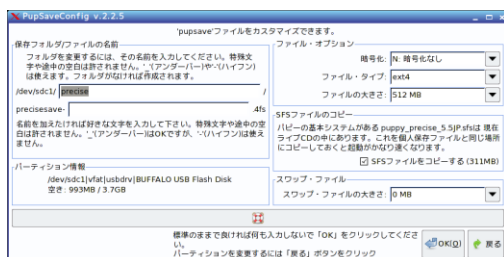 PupSaveConfig v.2.2.5
'pupsave'ファイルをカスタマイズできます。
保存フォルダ/ファイルの名前
フォルダを変更するには、その名前を入力してください。特殊文
字や途中の空白は許されません。'_'(アンダーバー)や'-'(ハイフン)
は使えます。フォルダがなければ作成されます。
/dev/sdc1/ precise /
precisesave- .4fs
名前を加えたければ好きな文字を入力して下さい。特殊文字や途中の空
白は許されません。'_'(アンダーバー)はOKですが、'-'(ハイフン)は使え
ません。
パーティション情報
/dev/sdc1|vfat|usbdrv|BUFFALO USB Flash Disk
空き: 993MB / 3.7GB
ファイル・オプション
暗号化: N: 暗号化なし
ファイル・タイプ: ext4
ファイルの大きさ: 512 MB
SFSファイルのコピー
パピーの基本システムがある puppy_precise_5.5JP.sfsは 現在
ライブCDの中にあります。これを個人保存ファイルと同じ場所
にコピーしておくと起動がかなり速くなります。
SFSファイルをコピーする (311MB)
スワップ・ファイル
スワップ・ファイルの大きさ: 0 MB
標準のままで良ければ何も入力しないで「OK」をクリックしてくださ
い。
パーティションを変更するには「戻る」ボタンをクリック
OK(O)
戻る